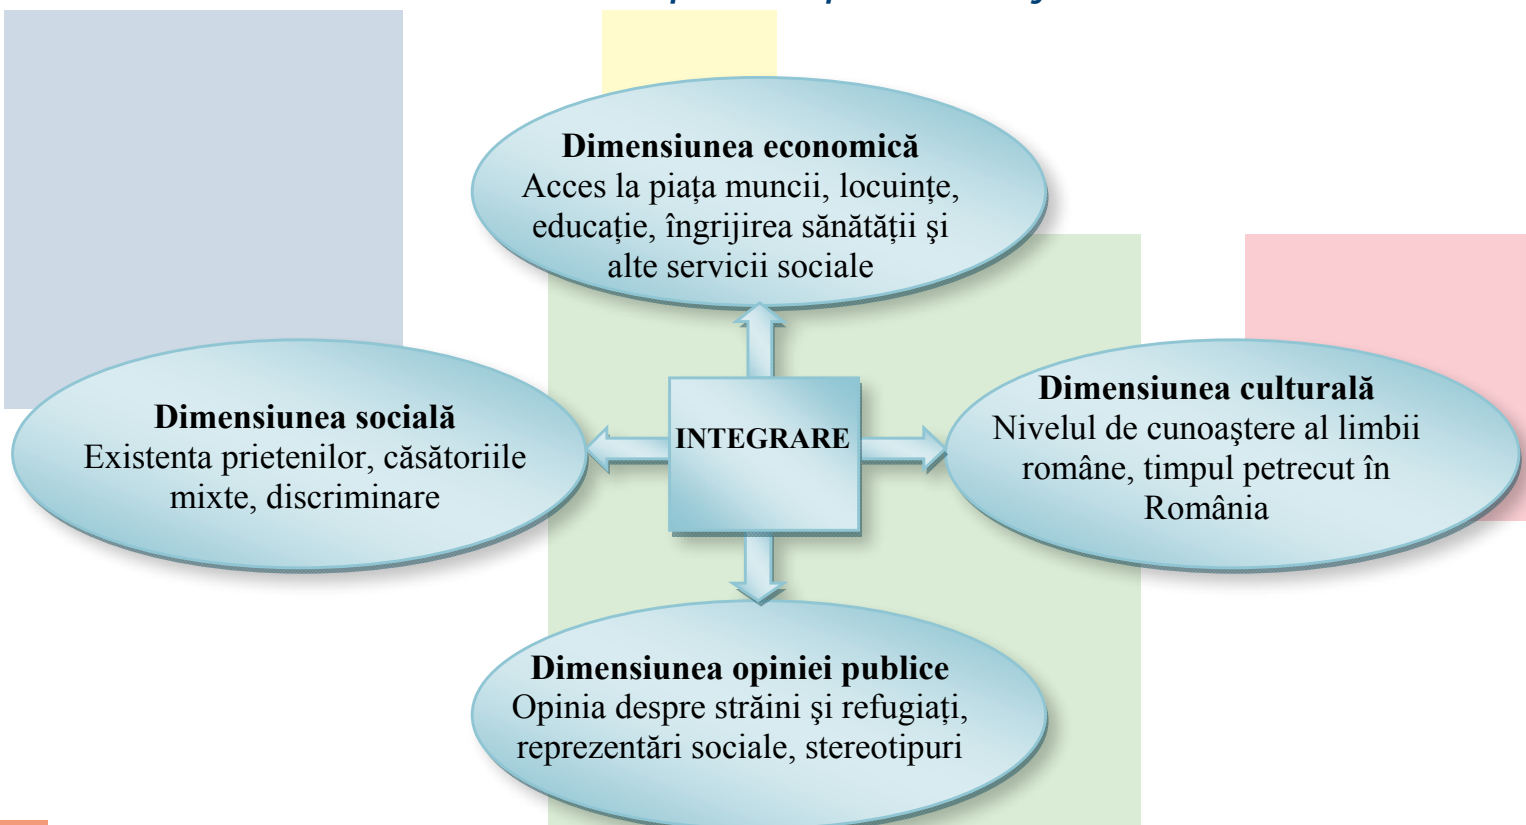 Dimensiunea economică
Acces la piața muncii, locuințe,
educație, îngrijirea sănătății şi
alte servicii sociale
Dimensiunea socială
Existenta prietenilor, căsătoriile
mixte, discriminare
INTEGRARE
Dimensiunea culturală
Nivelul de cunoaştere al limbii
române, timpul petrecut în
România
Dimensiunea opiniei publice
Opinia despre străini şi refugiați,
reprezentări sociale, stereotipuri